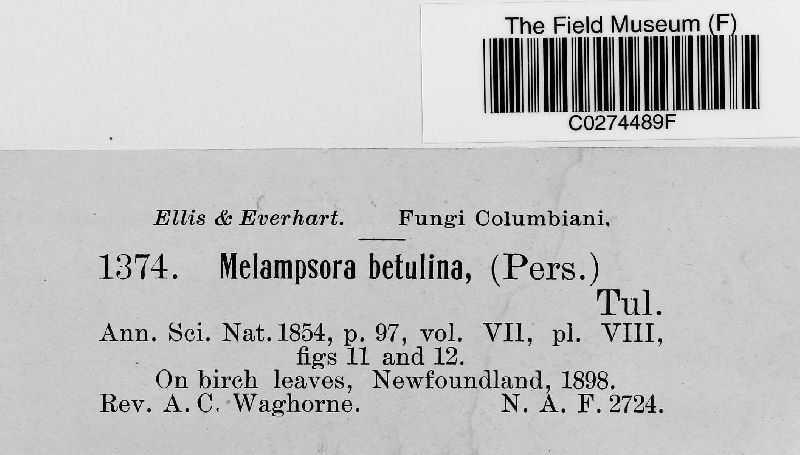 The Field Museum (F)
C0274489F
Ellis & Everhart. Fungi Columbiani,
1374. Melampsora betulina, (Pers.)
Tul.
Ann. Sci. Nat. 1854, p. 97, vol. VII, pl. VIII,
figs 11 and 12.
On birch leaves, Newfoundland, 1898.
Rev. A. C. Waghorne. N. A. F. 2724.